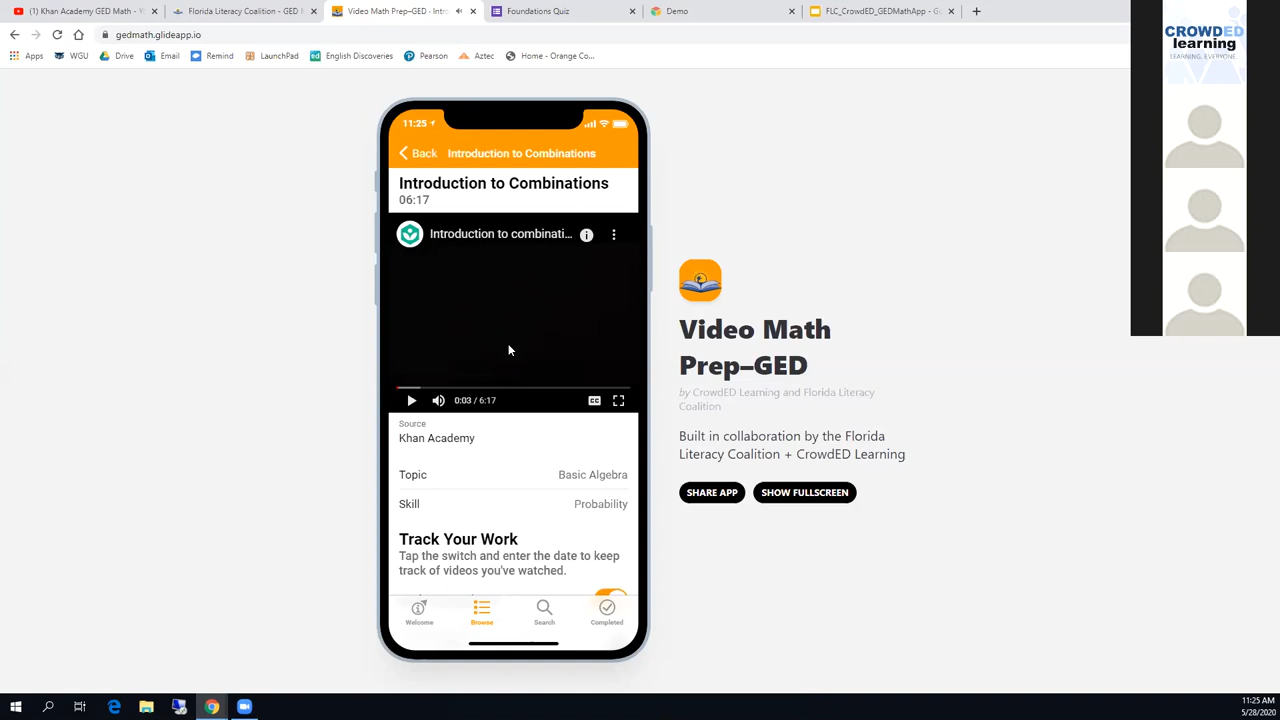 (1) Khan Academy GED Math - Y
Florida Literacy Coalition - GED M
Video Math Prep–GED - Intro
Foundations Quiz
Demo
FLC_CrowdED_GEDMathApp - Go
gedmath.glideapp.io
Apps
WGU
Drive
Email
Remind
LaunchPad
English Discoveries
Pearson
Aztec
Home - Orange Co...
CROWDED
learning
LEARNING. EVERYONE.
11:25
Back
Introduction to Combinations
Introduction to Combinations
06:17
Introduction to combinati...
0:03 / 6:17
CC
Source
Khan Academy
Topic
Basic Algebra
Skill
Probability
Track Your Work
Tap the switch and enter the date to keep
track of videos you've watched.
Welcome
Browse
Search
Completed
Video Math
Prep–GED
by CrowdED Learning and Florida Literacy
Coalition
Built in collaboration by the Florida
Literacy Coalition + CrowdED Learning
SHARE APP
SHOW FULLSCREEN
11:25 AM
5/28/2020